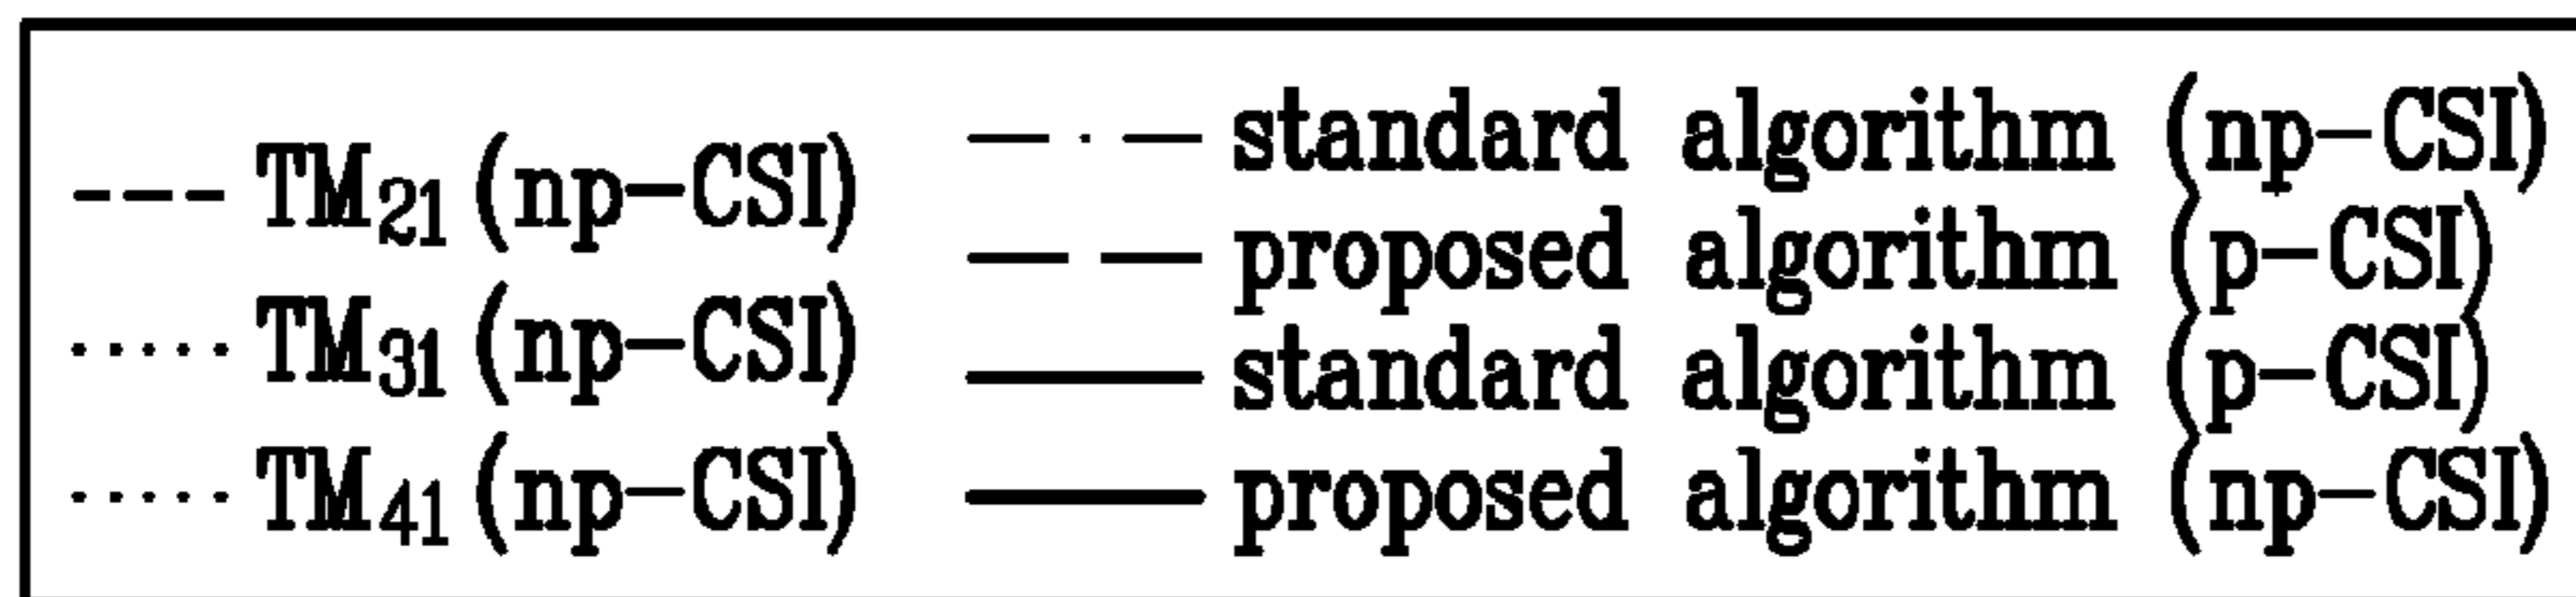 TM21 (np-CSI)
TM31 (np-CSI)
TM41 (np-CSI)
standard algorithm (np-CSI)
proposed algorithm (p-CSI)
standard algorithm (p-CSI)
proposed algorithm (np-CSI)